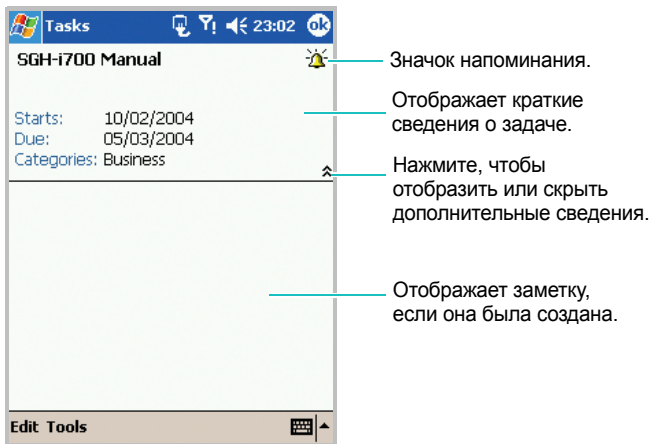 Tasks 23:02 ok
SGH-i700 Manual
Starts: 10/02/2004
Due: 05/03/2004
Categories: Business
Edit Tools
Значок напоминания.
Отображает краткие
сведения о задаче.
Нажмите, чтобы
отобразить или скрыть
дополнительные сведения.
Отображает заметку,
если она была создана.